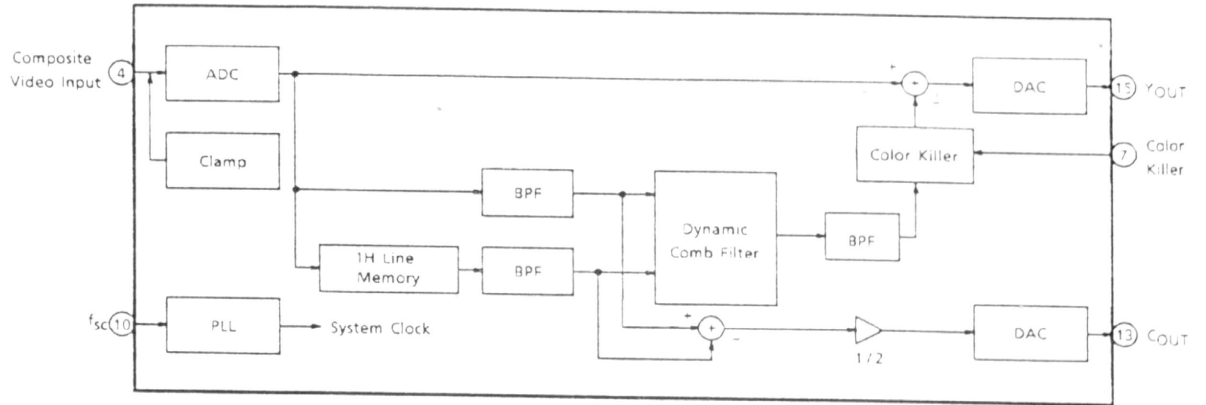 Composite
Video Input
4
ADC
+
+
−
DAC
15
YOUT
Clamp
Color Killer
7
Color
Killer
BPF
Dynamic
Comb Filter
BPF
1H Line
Memory
BPF
fsc
10
PLL
System Clock
+
+
−
1/2
DAC
13
COUT